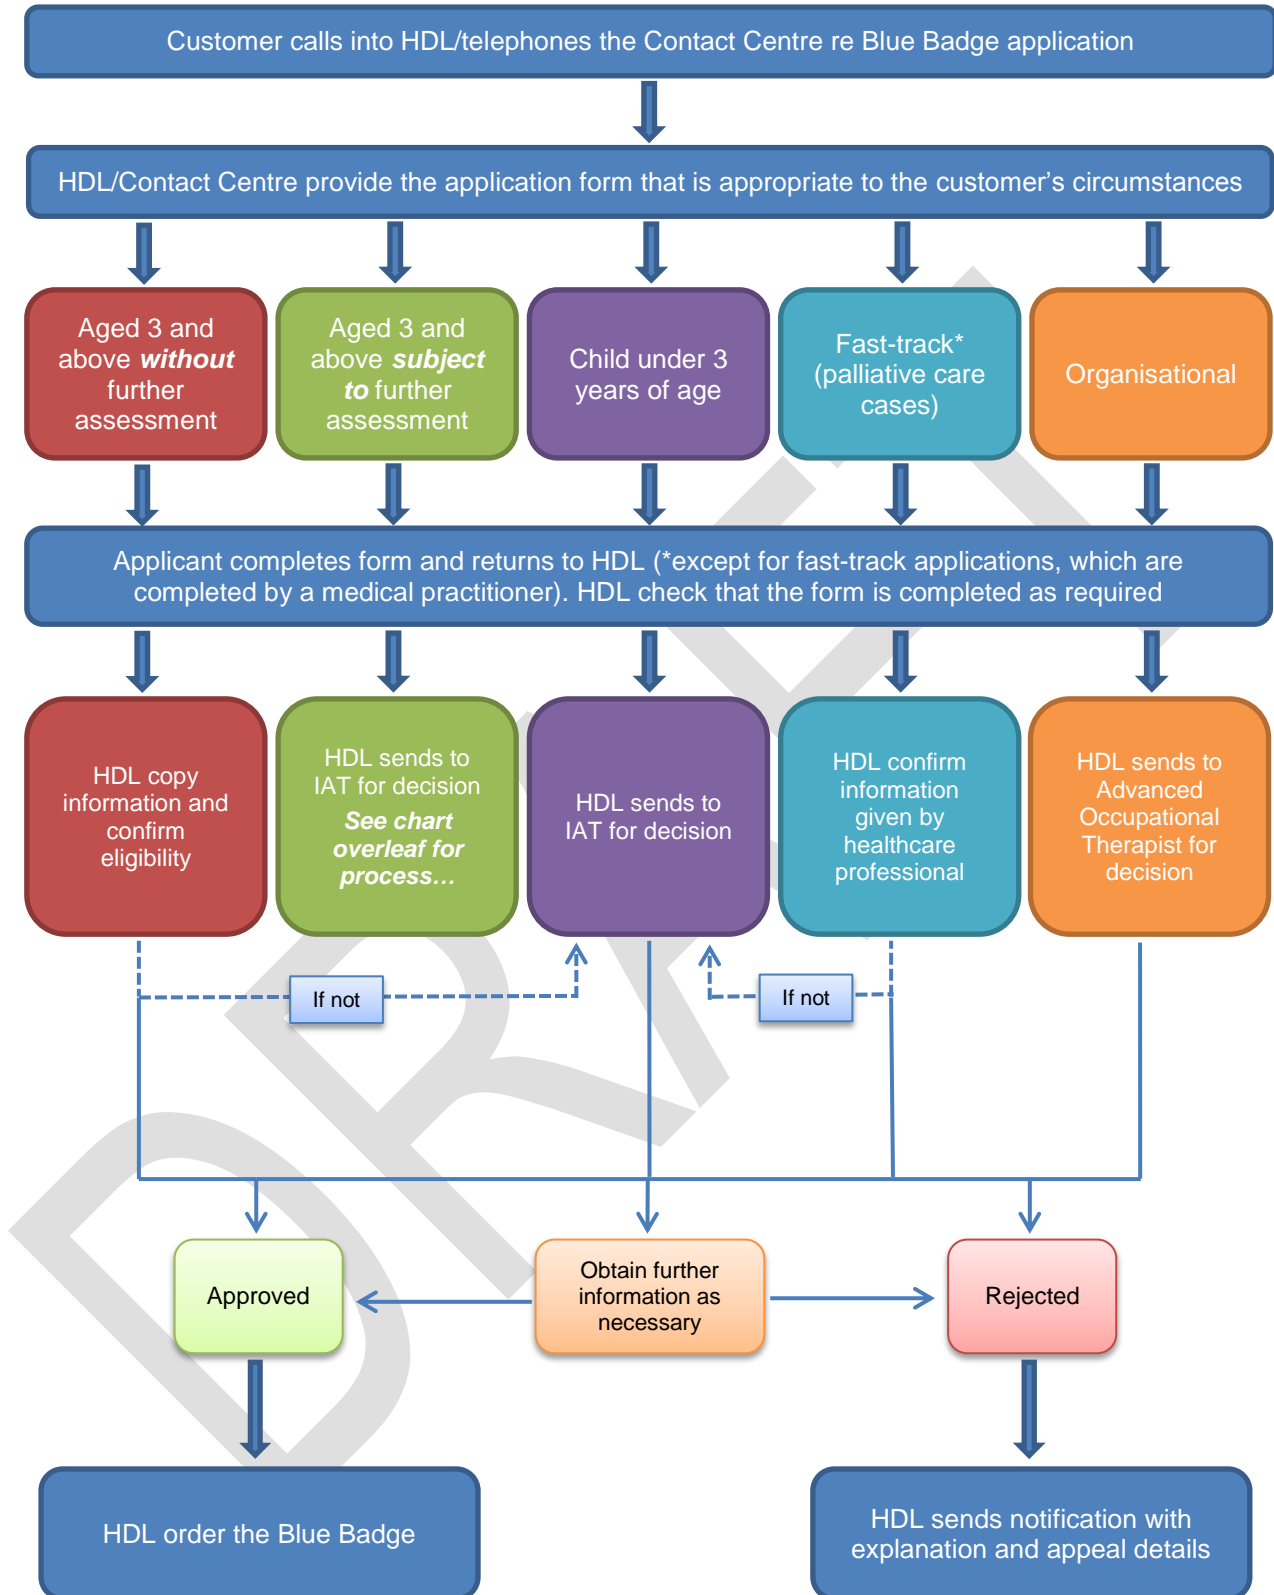 Customer calls into HDL/telephones the Contact Centre re Blue Badge application
HDL/Contact Centre provide the application form that is appropriate to the customer’s circumstances
Aged 3 and
above without
further
assessment
Aged 3 and
above subject
to further
assessment
Child under 3
years of age
Fast-track*
(palliative care
cases)
Organisational
Applicant completes form and returns to HDL (*except for fast-track applications, which are
completed by a medical practitioner). HDL check that the form is completed as required
HDL copy
information and
confirm
eligibility
HDL sends to
IAT for decision
See chart
overleaf for
process…
HDL sends to
IAT for decision
HDL confirm
information
given by
healthcare
professional
HDL sends to
Advanced
Occupational
Therapist for
decision
If not
If not
Approved
Obtain further
information as
necessary
Rejected
HDL order the Blue Badge
HDL sends notification with
explanation and appeal details
DRAFT